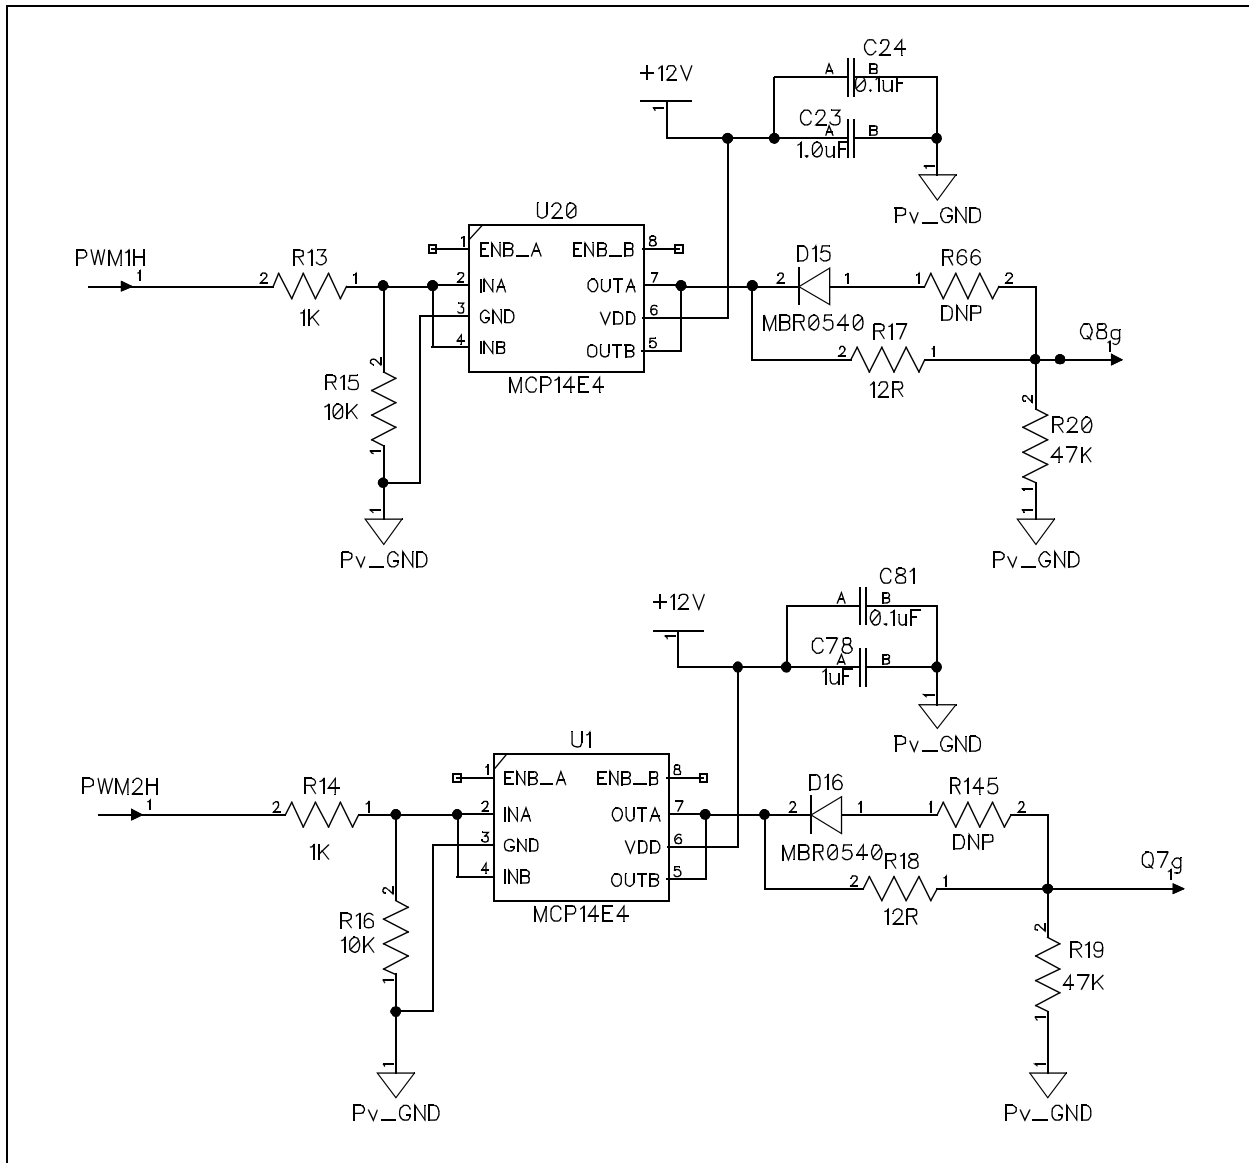 C24
+12V
A B
0.1uF
1
C23
A B
1.0uF
1
Pv_GND
U20
PWM1H
1
R13
2 1
1K
1 ENB_A ENB_B 8
2 INA OUTA 7
3 GND VDD 6
4 INB OUTB 5
MCP14E4
D15
2 1
MBR0540
R66
1 2
DNP
R17
2 1
12R
Q8g
1
2
R15
10K
1
1
Pv_GND
2
R20
47K
1
1
Pv_GND
C81
+12V
A B
0.1uF
1
C78
A B
1uF
1
Pv_GND
U1
PWM2H
1
R14
2 1
1K
1 ENB_A ENB_B 8
2 INA OUTA 7
3 GND VDD 6
4 INB OUTB 5
MCP14E4
D16
2 1
MBR0540
R145
1 2
DNP
R18
2 1
12R
Q7g
1
2
R16
10K
1
1
Pv_GND
2
R19
47K
1
1
Pv_GND